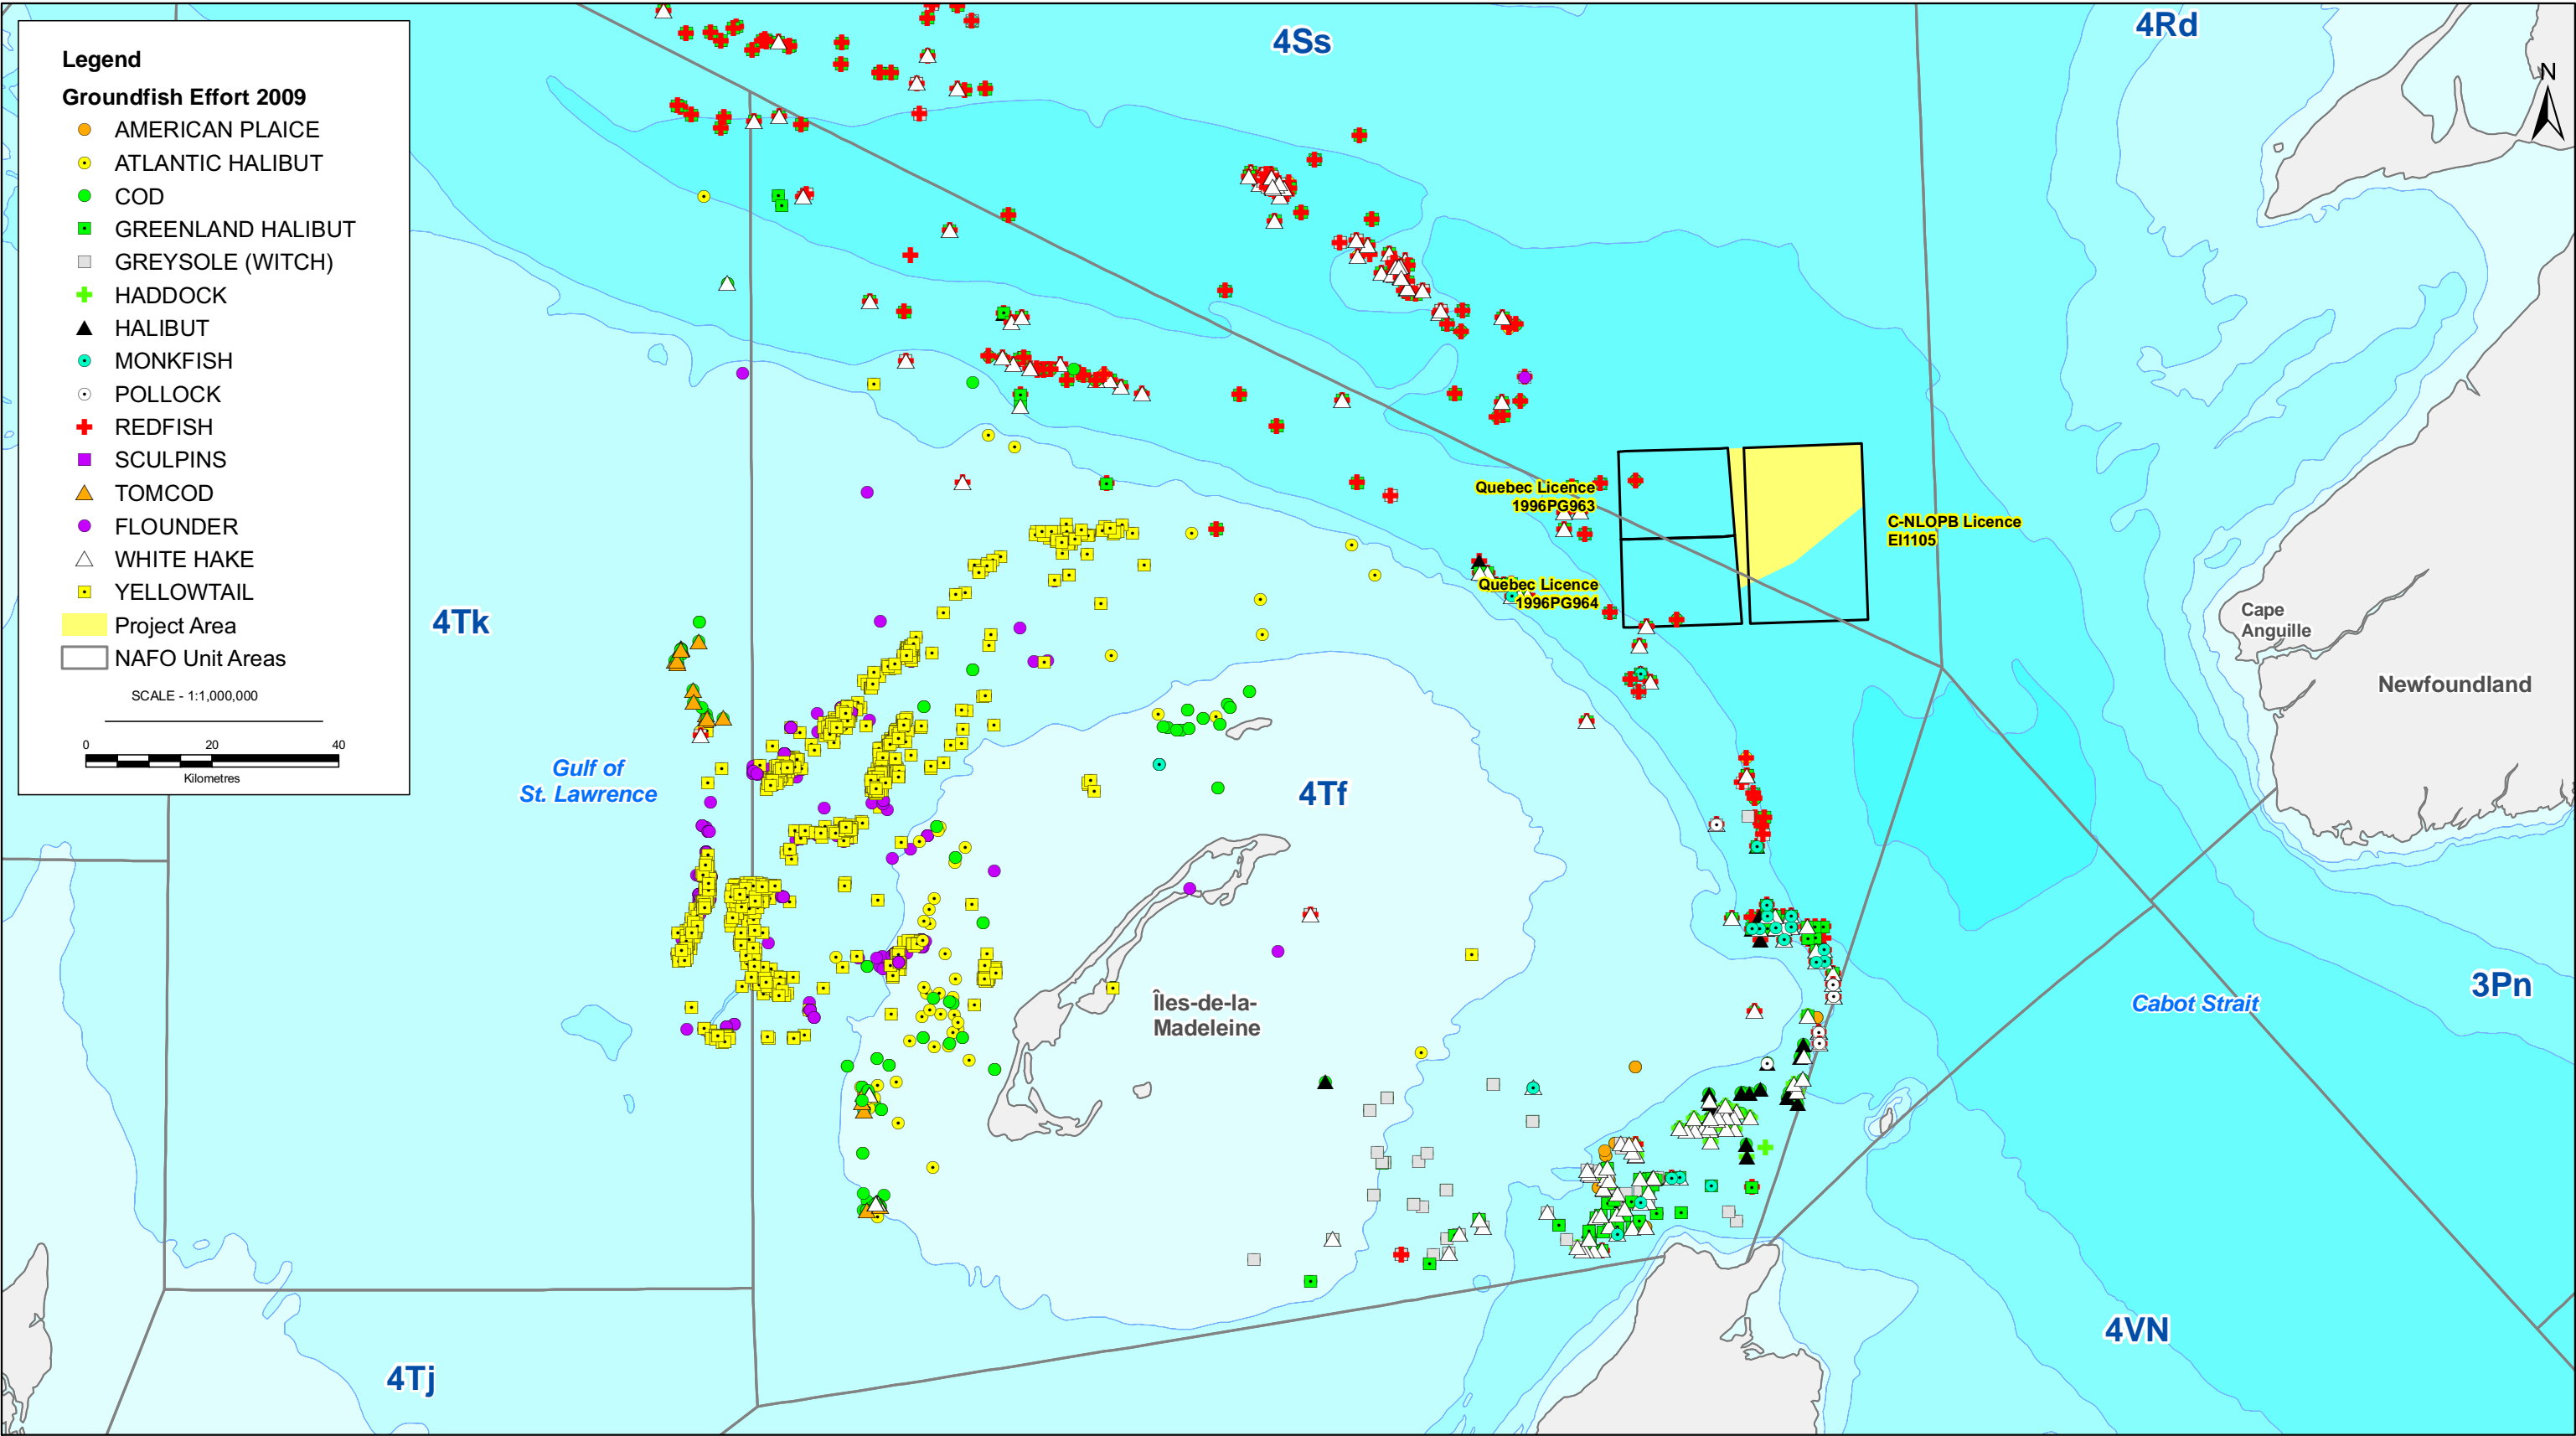 Legend
Groundfish Effort 2009
AMERICAN PLAICE
ATLANTIC HALIBUT
COD
GREENLAND HALIBUT
GREYSOLE (WITCH)
HADDOCK
HALIBUT
MONKFISH
POLLOCK
REDFISH
SCULPINS
TOMCOD
FLOUNDER
WHITE HAKE
YELLOWTAIL
Project Area
NAFO Unit Areas
SCALE - 1:1,000,000
0 20 40
Kilometres
4Ss
4Rd
N
Quebec Licence
1996PG963
C-NLOPB Licence
EI1105
Quebec Licence
1996PG964
4Tk
Cape
Anguille
Newfoundland
Gulf of
St. Lawrence
4Tf
Îles-de-la-
Madeleine
Cabot Strait
3Pn
4VN
4Tj